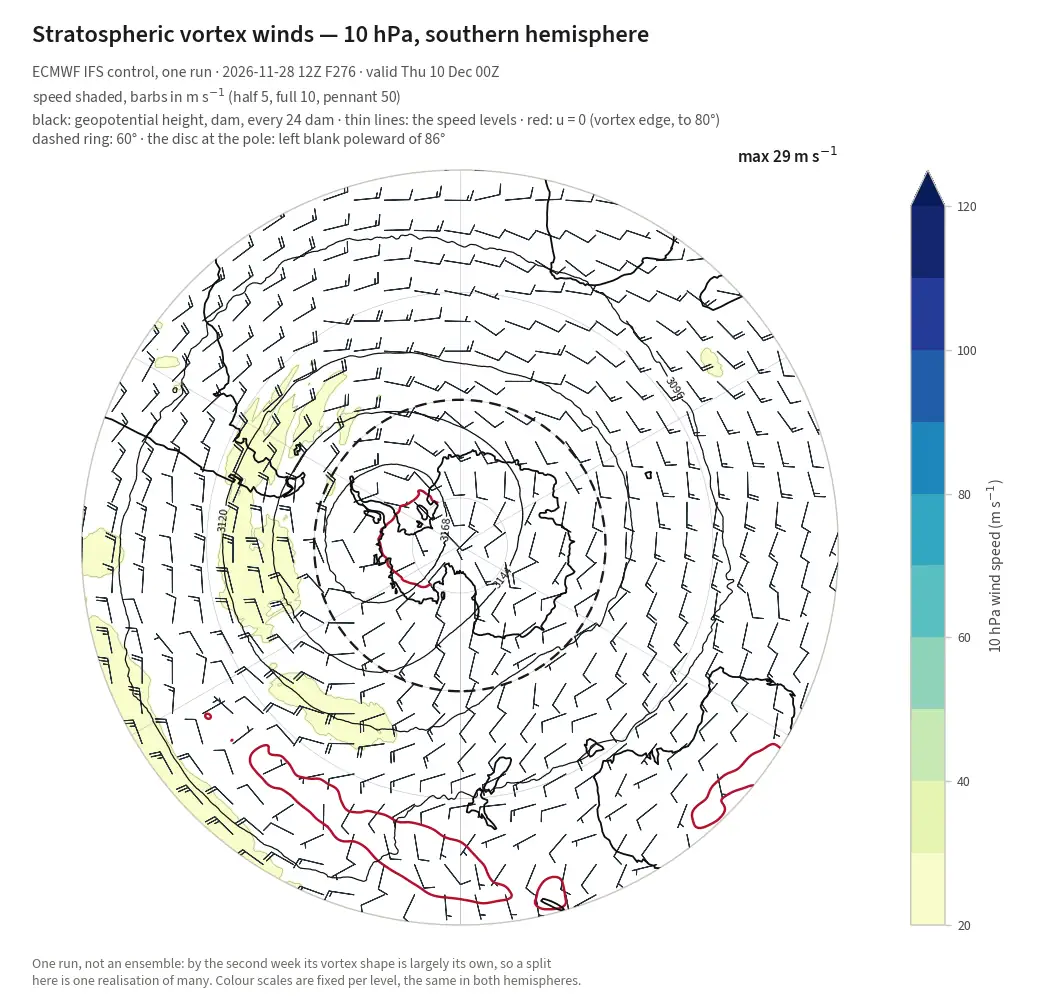 Stratospheric vortex winds — 10 hPa, southern hemisphere
ECMWF IFS control, one run · 2026-11-28 12Z F276 · valid Thu 10 Dec 00Z
speed shaded, barbs in m s⁻¹ (half 5, full 10, pennant 50)
black: geopotential height, dam, every 24 dam · thin lines: the speed levels · red: u = 0 (vortex edge, to 80°)
dashed ring: 60° · the disc at the pole: left blank poleward of 86°
max 29 m s⁻¹
120
100
80
60
40
20
10 hPa wind speed (m s⁻¹)
3096
3120
3168
3144
One run, not an ensemble: by the second week its vortex shape is largely its own, so a split
here is one realisation of many. Colour scales are fixed per level, the same in both hemispheres.